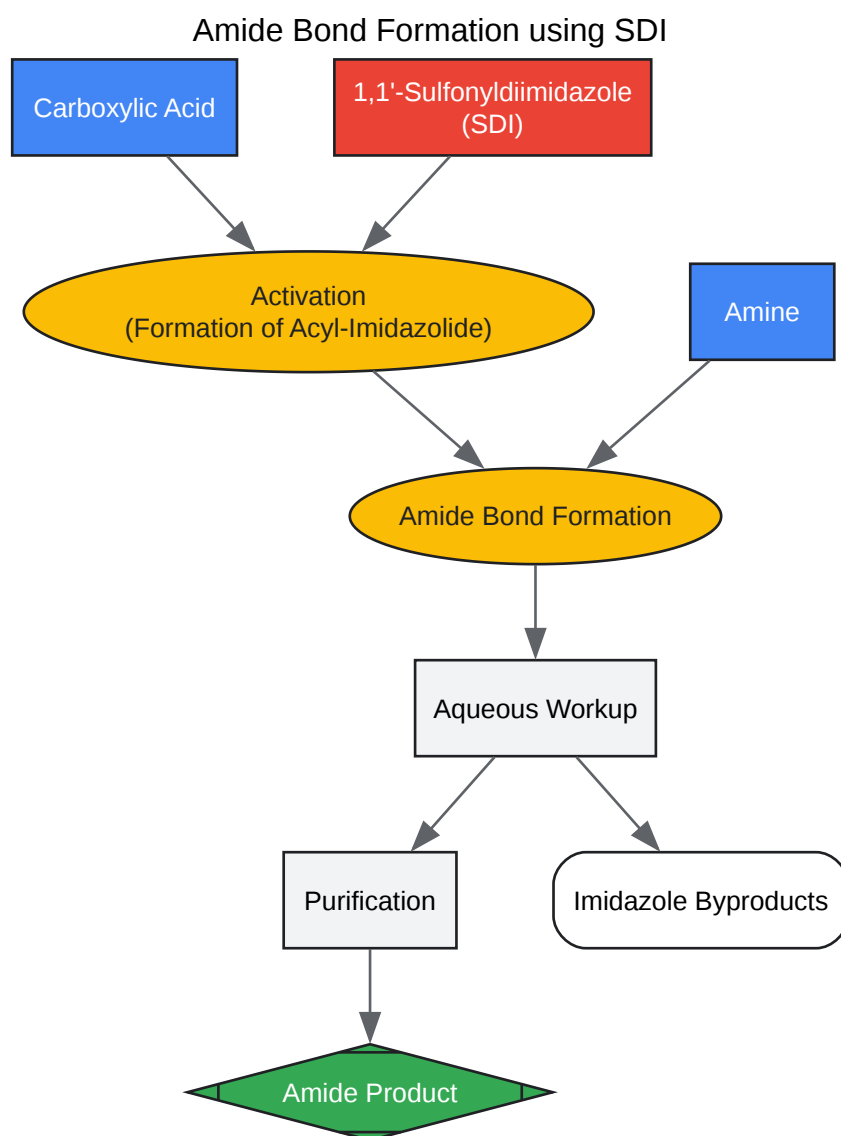 Amide Bond Formation using SDI
Carboxylic Acid
1,1'-Sulfonyldiimidazole
(SDI)
Activation
(Formation of Acyl-Imidazolide)
Amine
Amide Bond Formation
Aqueous Workup
Purification
Imidazole Byproducts
Amide Product